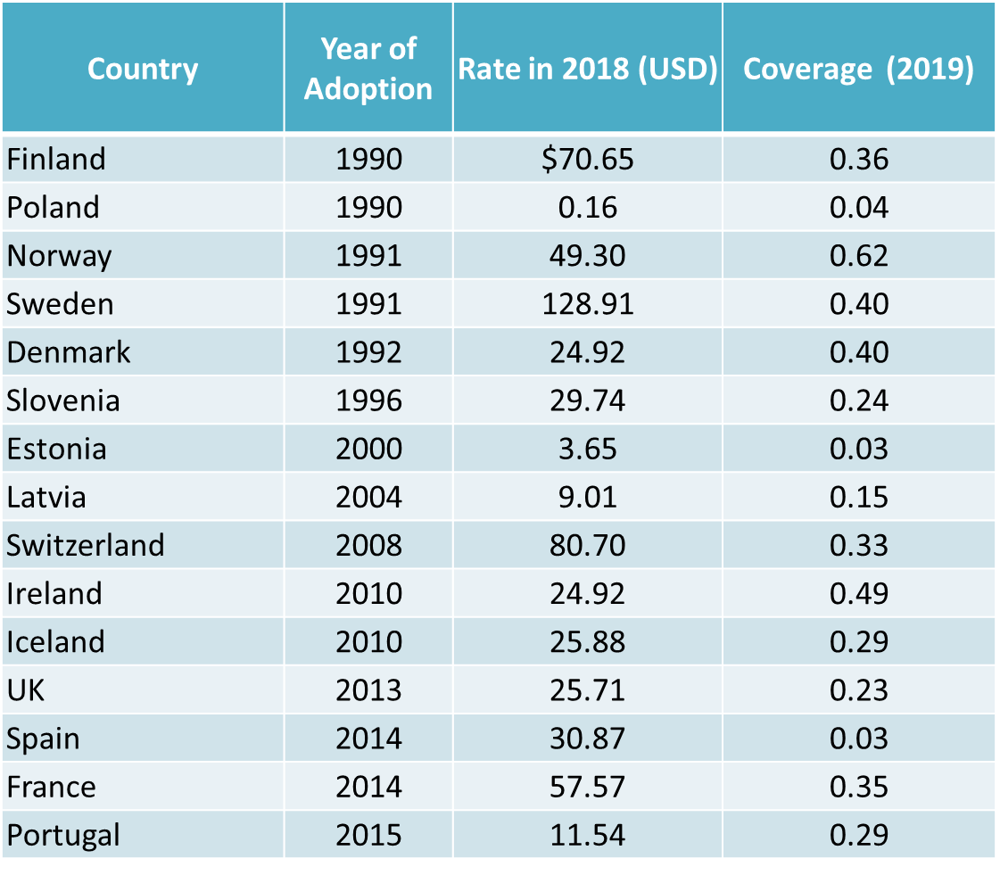 Country Year of Adoption Rate in 2018 (USD) Coverage (2019)
Finland 1990 $70.65 0.36
Poland 1990 0.16 0.04
Norway 1991 49.30 0.62
Sweden 1991 128.91 0.40
Denmark 1992 24.92 0.40
Slovenia 1996 29.74 0.24
Estonia 2000 3.65 0.03
Latvia 2004 9.01 0.15
Switzerland 2008 80.70 0.33
Ireland 2010 24.92 0.49
Iceland 2010 25.88 0.29
UK 2013 25.71 0.23
Spain 2014 30.87 0.03
France 2014 57.57 0.35
Portugal 2015 11.54 0.29